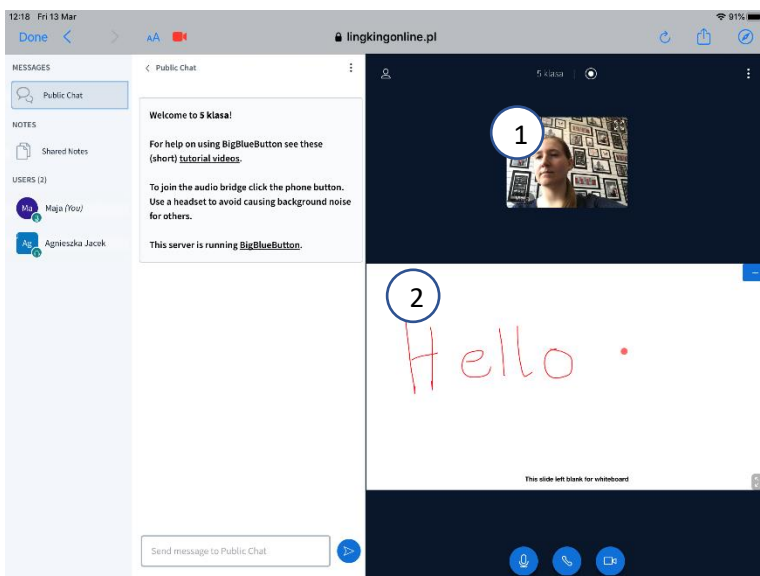 12:18 Fri 13 Mar
91%
Done
AA
lingkingonline.pl
MESSAGES
Public Chat
NOTES
Shared Notes
USERS (2)
Ma
Maja (You)
Ag
Agnieszka Jacek
Public Chat
Welcome to 5 klasa!
For help on using BigBlueButton see these
(short) tutorial videos.
To join the audio bridge click the phone button.
Use a headset to avoid causing background noise
for others.
This server is running BigBlueButton.
Send message to Public Chat
5 klasa
1
2
Hello
This slide left blank for whiteboard